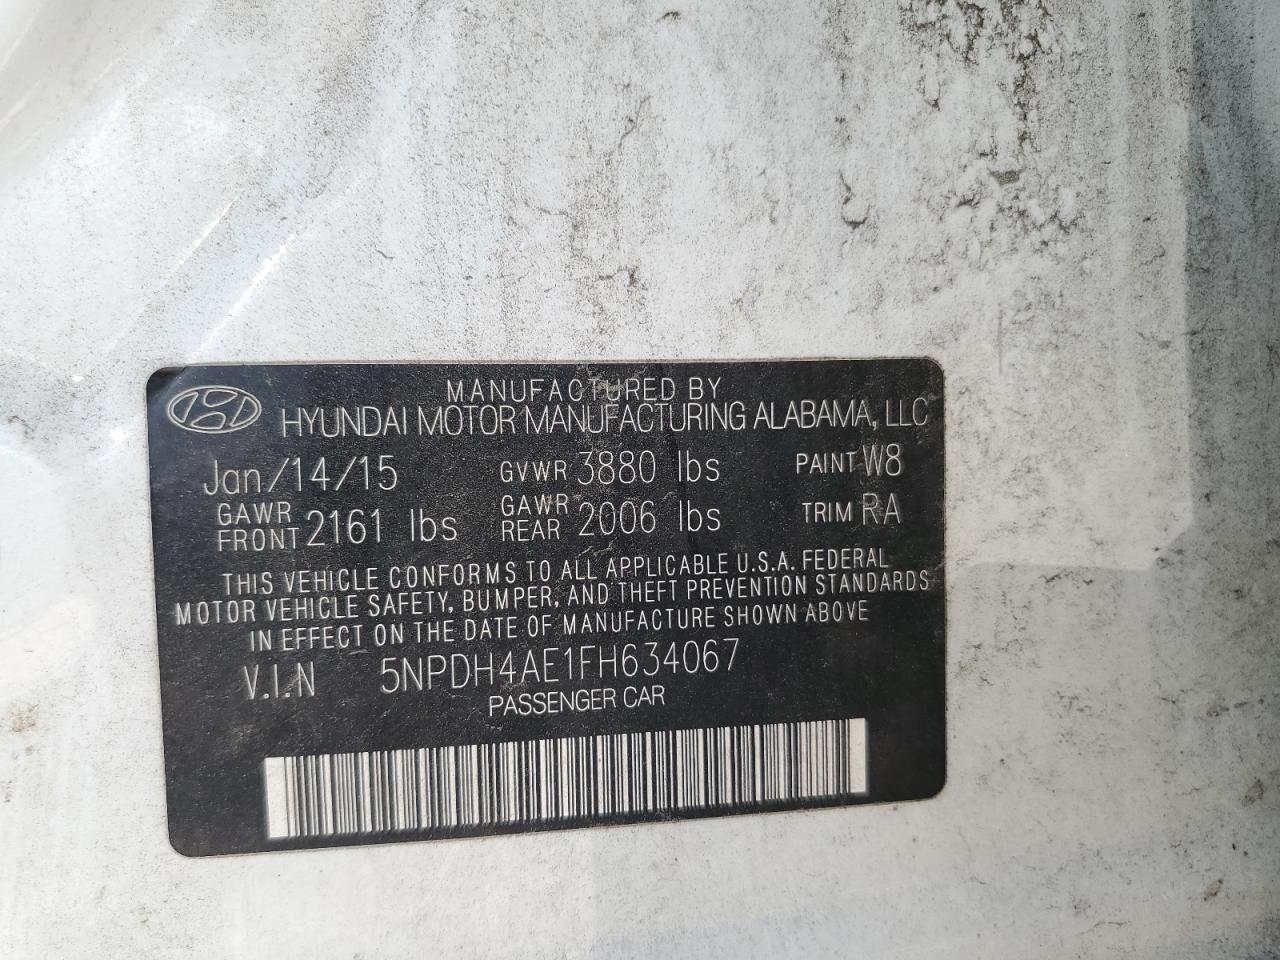 MANUFACTURED BY
HYUNDAI MOTOR MANUFACTURING ALABAMA, LLC
Jan/14/15 GVWR 3880 lbs PAINT W8
GAWR FRONT 2161 lbs GAWR REAR 2006 lbs TRIM RA
THIS VEHICLE CONFORMS TO ALL APPLICABLE U.S.A. FEDERAL
MOTOR VEHICLE SAFETY, BUMPER, AND THEFT PREVENTION STANDARDS
IN EFFECT ON THE DATE OF MANUFACTURE SHOWN ABOVE
V.I.N 5NPDH4AE1FH634067
PASSENGER CAR